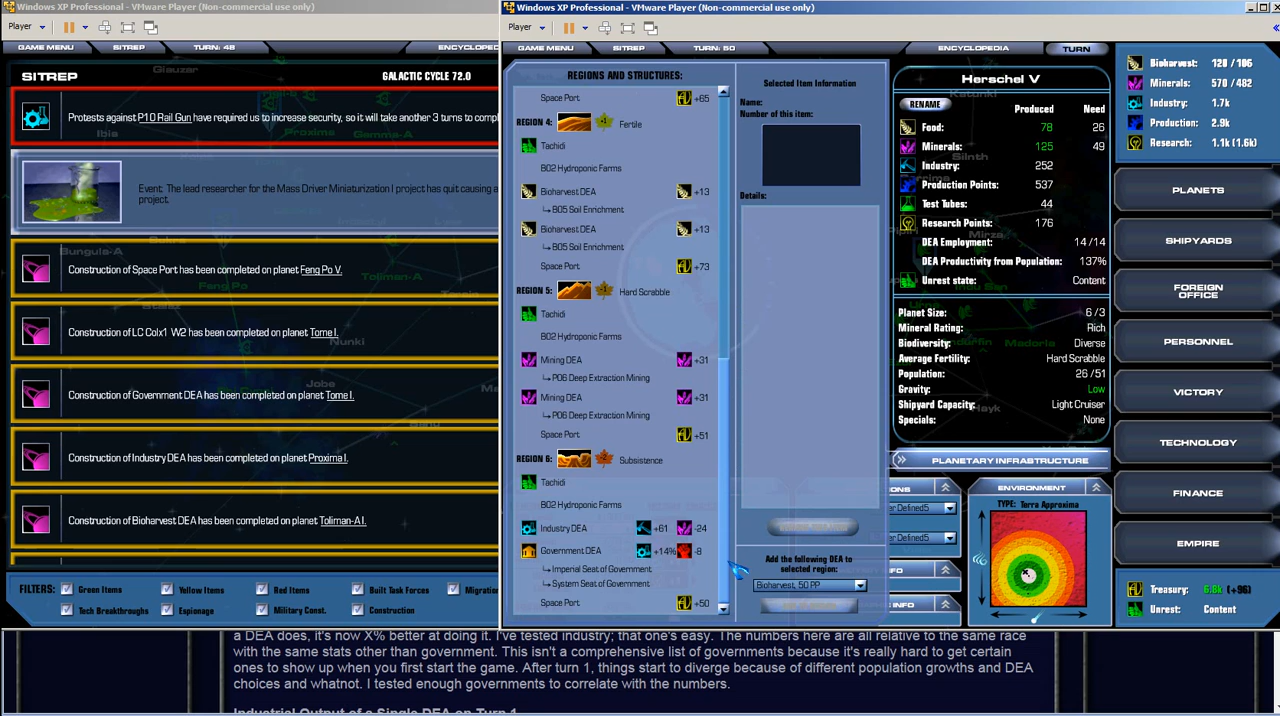 Windows XP Professional - VMware Player (Non-commercial use only)
Player
GAME MENU SITREP TURN: 48 ENCYCLOPED
SITREP GALACTIC CYCLE 72.0
Protests against P10 Rail Gun have required us to increase security, so it will take another 3 turns to compl
Event: The lead researcher for the Mass Driver Miniaturization I project has quit causing a
project.
Construction of Space Port has been completed on planet Feng Po V.
Construction of LC Colx1 W2 has been completed on planet Tome I.
Construction of Government DEA has been completed on planet Tome I.
Construction of Industry DEA has been completed on planet Proxima I.
Construction of Bioharvest DEA has been completed on planet Toliman-A I.
FILTERS: Green Items Yellow Items Red Items Built Task Forces Migration
Tech Breakthroughs Espionage Military Const. Construction
Windows XP Professional - VMware Player (Non-commercial use only)
Player
GAME MENU SITREP TURN: 50 ENCYCLOPEDIA TURN
REGIONS AND STRUCTURES:
Space Port +65
REGION 4: Fertile
Tachidi
B02 Hydroponic Farms
Bioharvest DEA +13
B05 Soil Enrichment
Bioharvest DEA +13
B05 Soil Enrichment
Space Port +73
REGION 5: Hard Scrabble
Tachidi
B02 Hydroponic Farms
Mining DEA +31
P06 Deep Extraction Mining
Mining DEA +31
P06 Deep Extraction Mining
Space Port +51
REGION 6: Subsistence
Tachidi
B02 Hydroponic Farms
Industry DEA +61 -24
Government DEA +14% -8
Imperial Seat of Government
System Seat of Government
Space Port +50
Selected Item Information
Name:
Number of this item:
Details:
Add the following DEA to
selected region:
Bioharvest, 50 PP
Herschel V
RENAME Produced Need
Food: 78 26
Minerals: 125 49
Industry: 252
Production Points: 537
Test Tubes: 44
Research Points: 176
DEA Employment: 14/14
DEA Productivity from Population: 137%
Unrest state: Content
Planet Size: 6 / 3
Mineral Rating: Rich
Biodiversity: Diverse
Average Fertility: Hard Scrabble
Population: 26 / 51
Gravity: Low
Shipyard Capacity: Light Cruiser
Specials: None
PLANETARY INFRASTRUCTURE
ENVIRONMENT
TYPE: Terra Approxima
Bioharvest: 120 / 106
Minerals: 570 / 482
Industry: 1.7k
Production: 2.9k
Research: 1.1k (1.6k)
PLANETS
SHIPYARDS
FOREIGN
OFFICE
PERSONNEL
VICTORY
TECHNOLOGY
FINANCE
EMPIRE
Treasury: 6.8k (+96)
Unrest: Content
a DEA does, it's now X% better at doing it. I've tested industry; that one's easy. The numbers here are all relative to the same race
with the same stats other than government. This isn't a comprehensive list of governments because it's really hard to get certain
ones to show up when you first start the game. After turn 1, things start to diverge because of different population growths and DEA
choices and whatnot. I tested enough governments to correlate with the numbers.
Industrial Output of a Single DEA on Turn 1